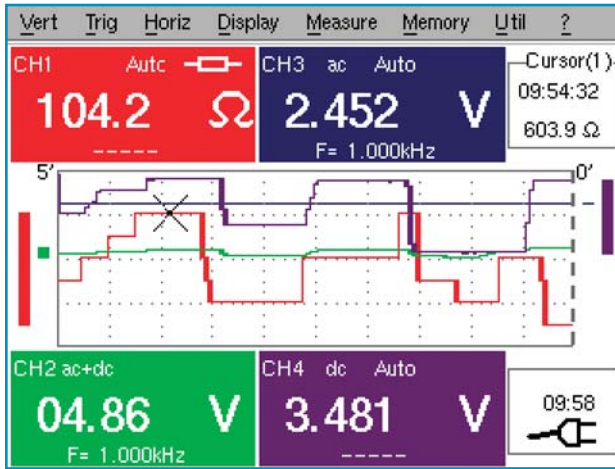 Vert Trig Horiz Display Measure Memory Util ?
CH1 Auto
104.2 Ω
-----
CH3 ac Auto
2.452 V
F= 1.000kHz
Cursor(1)
09:54:32
603.9 Ω
5' 0'
CH2 ac+dc
04.86 V
F= 1.000kHz
CH4 dc Auto
3.481 V
-----
09:58